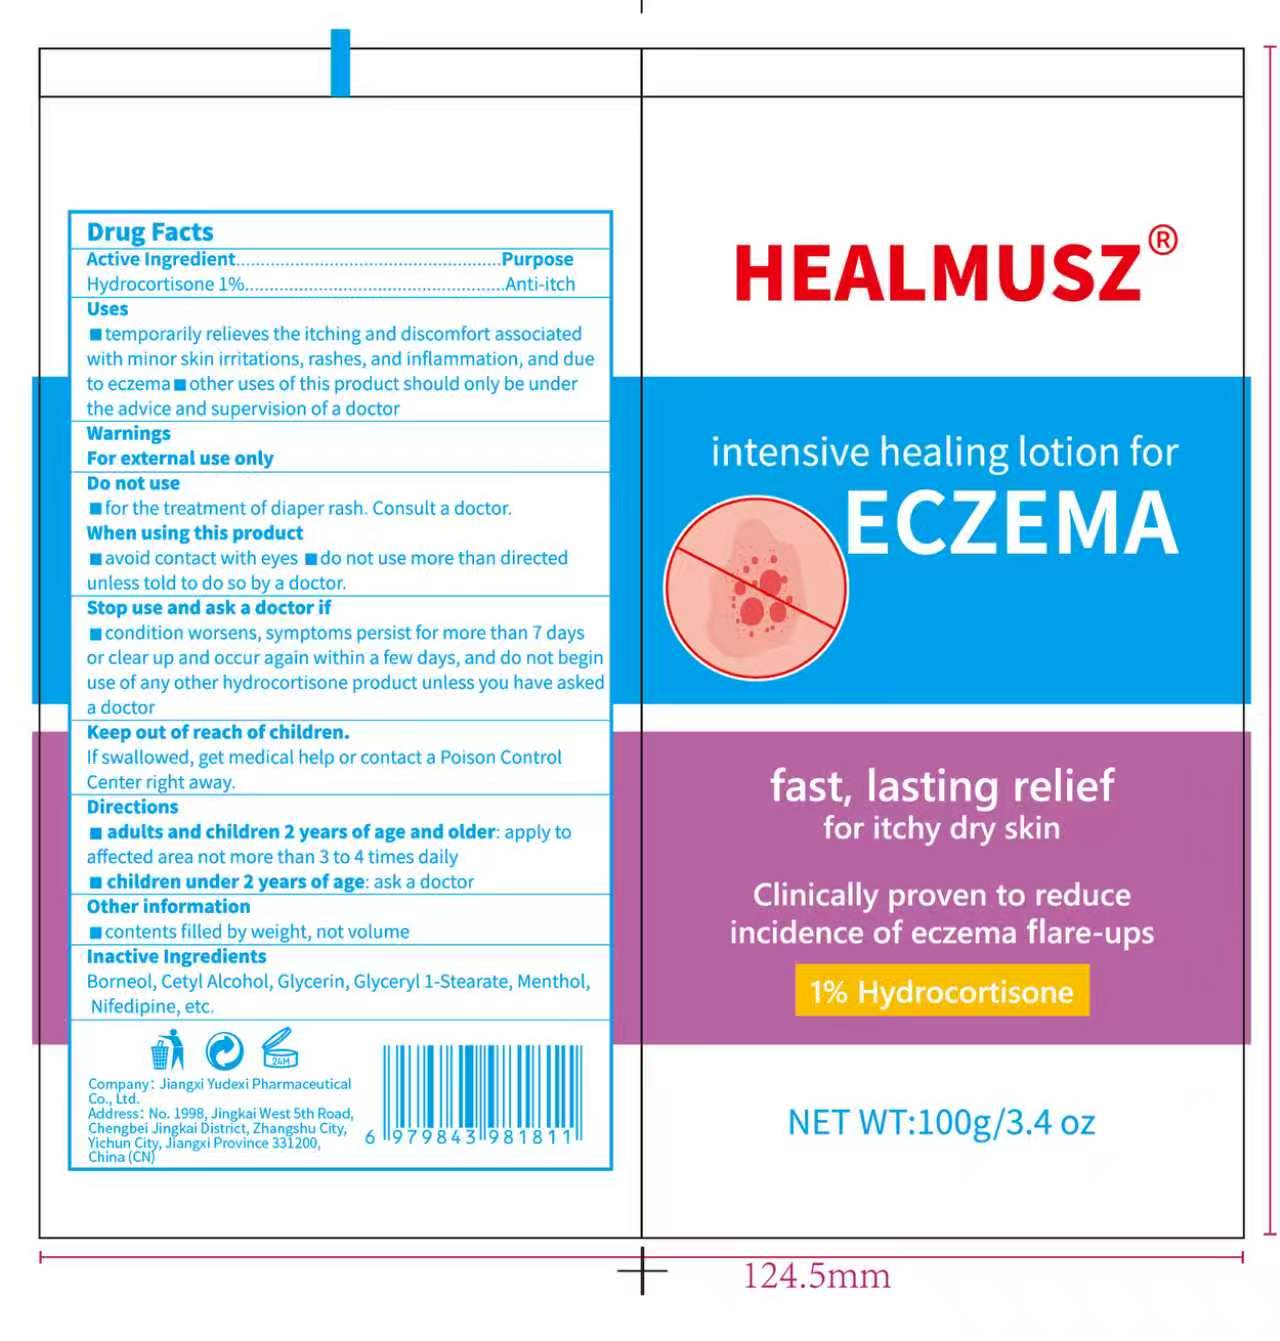 Drug Facts
Active Ingredient....................................................Purpose
Hydrocortisone 1%...................................................Anti-itch
Uses
■ temporarily relieves the itching and discomfort associated
with minor skin irritations, rashes, and inflammation, and due
to eczema ■ other uses of this product should only be under
the advice and supervision of a doctor
Warnings
For external use only
Do not use
■ for the treatment of diaper rash. Consult a doctor.
When using this product
■ avoid contact with eyes ■ do not use more than directed
unless told to do so by a doctor.
Stop use and ask a doctor if
■ condition worsens, symptoms persist for more than 7 days
or clear up and occur again within a few days, and do not begin
use of any other hydrocortisone product unless you have asked
a doctor
Keep out of reach of children.
If swallowed, get medical help or contact a Poison Control
Center right away.
Directions
■ adults and children 2 years of age and older: apply to
affected area not more than 3 to 4 times daily
■ children under 2 years of age: ask a doctor
Other information
■ contents filled by weight, not volume
Inactive Ingredients
Borneol, Cetyl Alcohol, Glycerin, Glyceryl 1-Stearate, Menthol,
Nifedipine, etc.
24M
Company: Jiangxi Yudexi Pharmaceutical
Co., Ltd.
Address: No. 1998, Jingkai West 5th Road,
Chengbei Jingkai District, Zhangshu City,
Yichun City, Jiangxi Province 331200,
China (CN)
6 979843 981811
HEALMUSZ®
intensive healing lotion for
ECZEMA
fast, lasting relief
for itchy dry skin
Clinically proven to reduce
incidence of eczema flare-ups
1% Hydrocortisone
NET WT:100g/3.4 oz
124.5mm